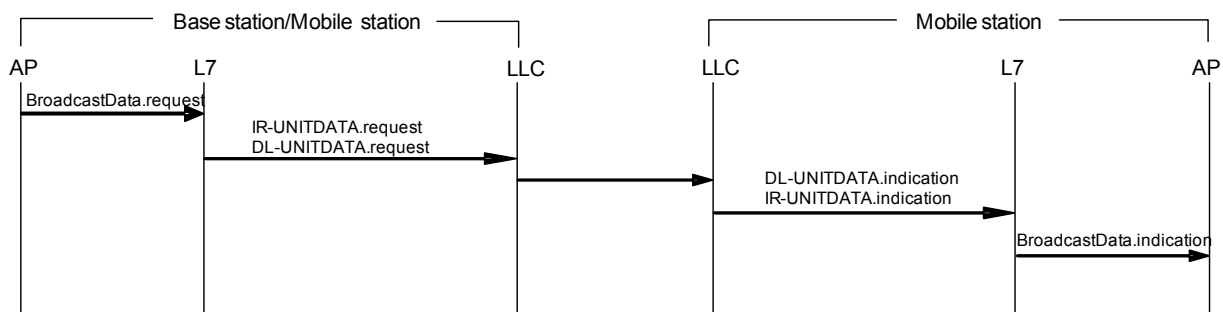 Base station/Mobile station
Mobile station
AP
L7
LLC
LLC
L7
AP
BroadcastData.request
IR-UNITDATA.request
DL-UNITDATA.request
DL-UNITDATA.indication
IR-UNITDATA.indication
BroadcastData.indication